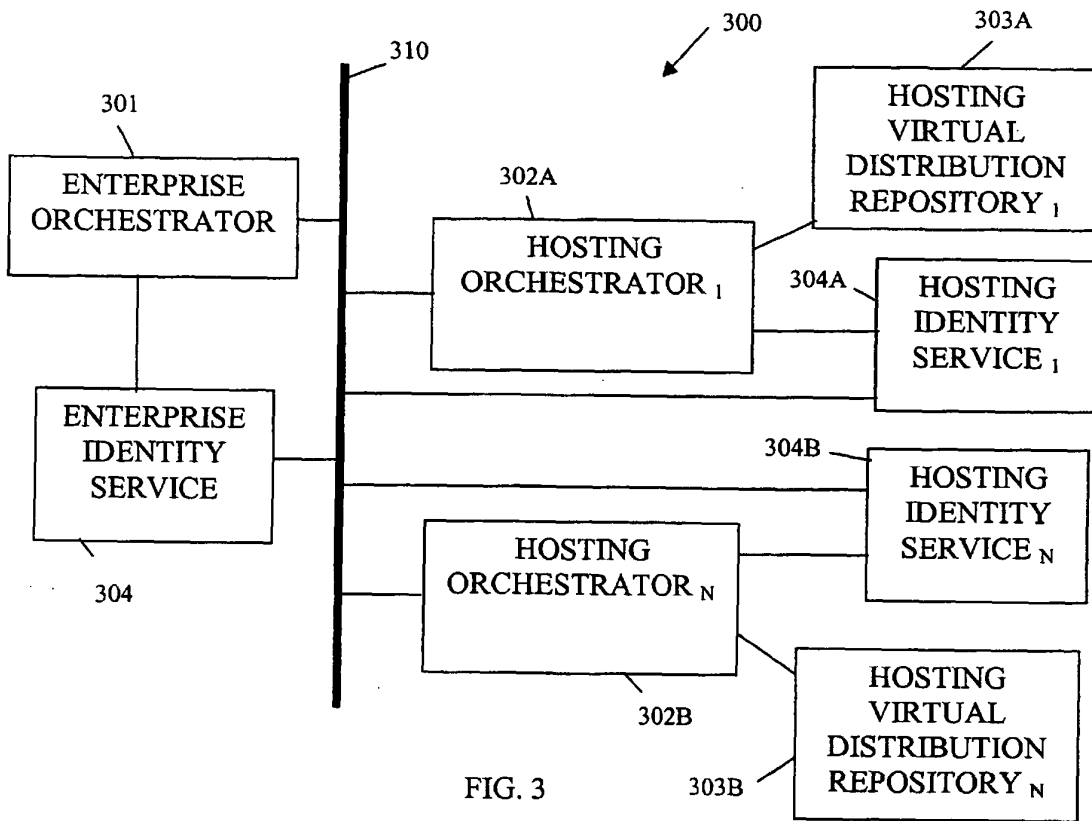 300
303A
310
301
HOSTING
VIRTUAL
DISTRIBUTION
REPOSITORY 1
ENTERPRISE
ORCHESTRATOR
302A
HOSTING
ORCHESTRATOR 1
304A
HOSTING
IDENTITY
SERVICE 1
ENTERPRISE
IDENTITY
SERVICE
304
304B
HOSTING
IDENTITY
SERVICE N
HOSTING
ORCHESTRATOR N
302B
HOSTING
VIRTUAL
DISTRIBUTION
REPOSITORY N
303B
FIG. 3